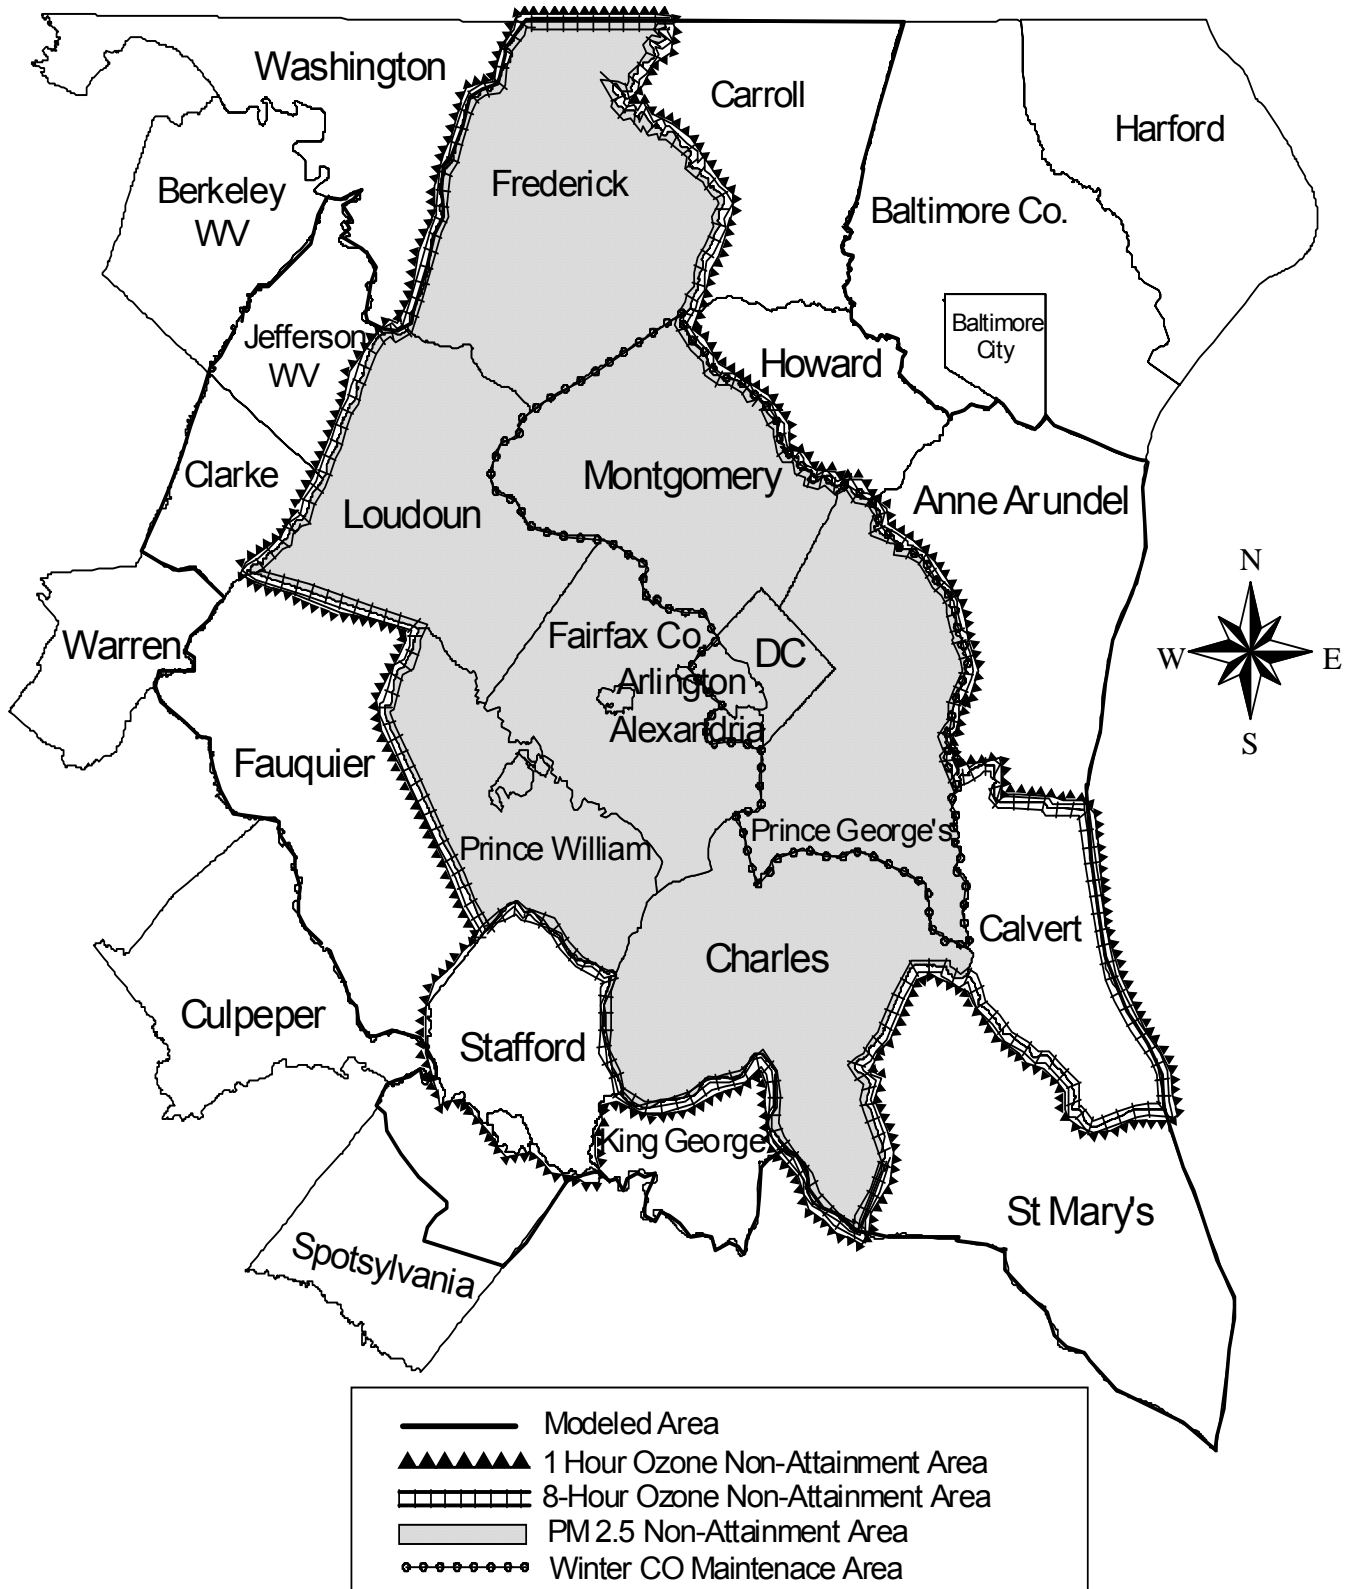 Washington
Carroll
Harford
Frederick
Berkeley
WV
Baltimore Co.
Baltimore
City
Jefferson
WV
Howard
Clarke
Montgomery
Anne Arundel
Loudoun
N
Warren
Fairfax Co.
DC
W
E
Arlington
Alexandria
S
Fauquier
Prince George's
Prince William
Calvert
Charles
Culpeper
Stafford
King George
St Mary's
Spotsylvania
Modeled Area
1 Hour Ozone Non-Attainment Area
8-Hour Ozone Non-Attainment Area
PM 2.5 Non-Attainment Area
Winter CO Maintenace Area